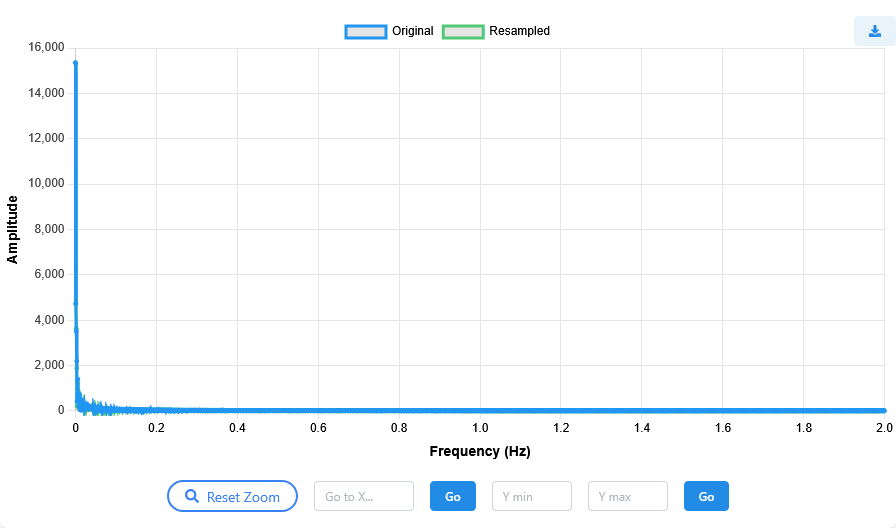 Original Resampled
16,000
14,000
12,000
10,000
8,000
6,000
4,000
2,000
0
Amplitude
0 0.2 0.4 0.6 0.8 1.0 1.2 1.4 1.6 1.8 2.0
Frequency (Hz)
Reset Zoom Go to X... Go Y min Y max Go